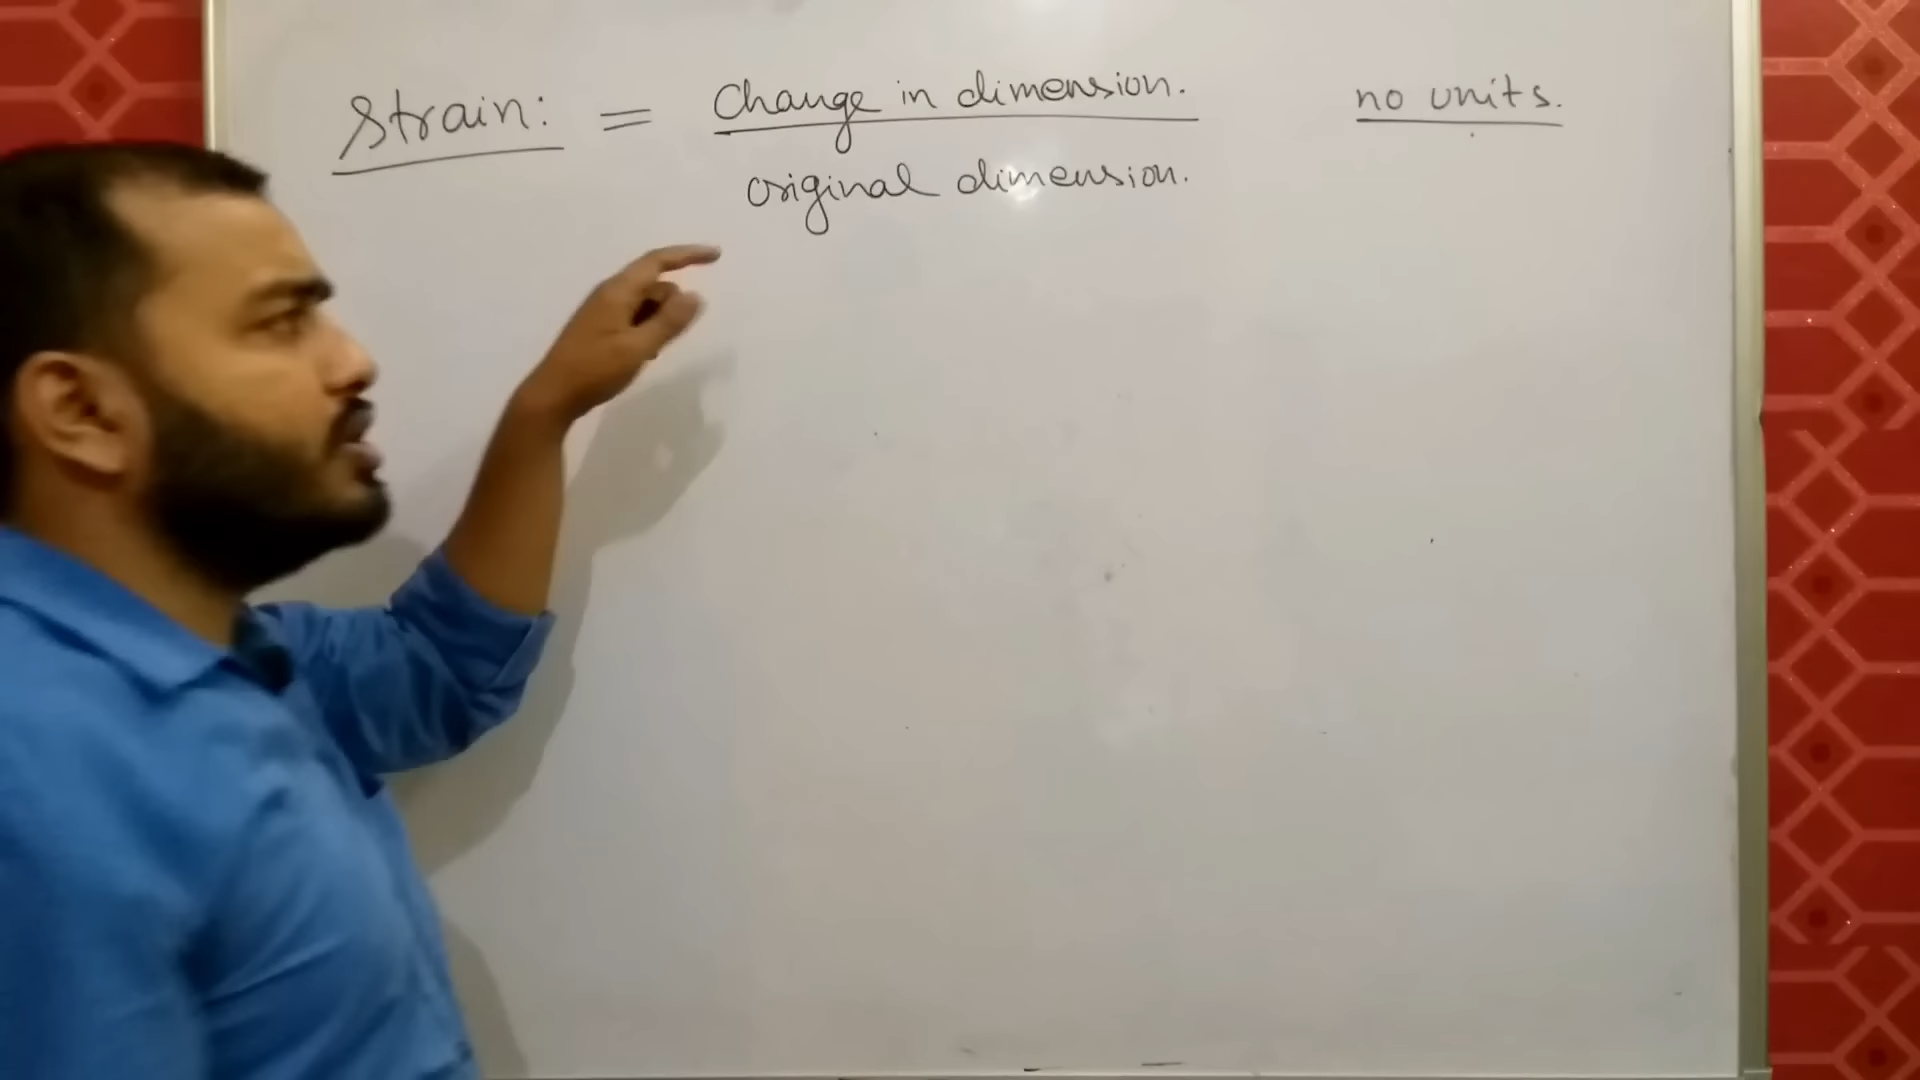 Strain: = Change in dimension. no units.
original dimension.